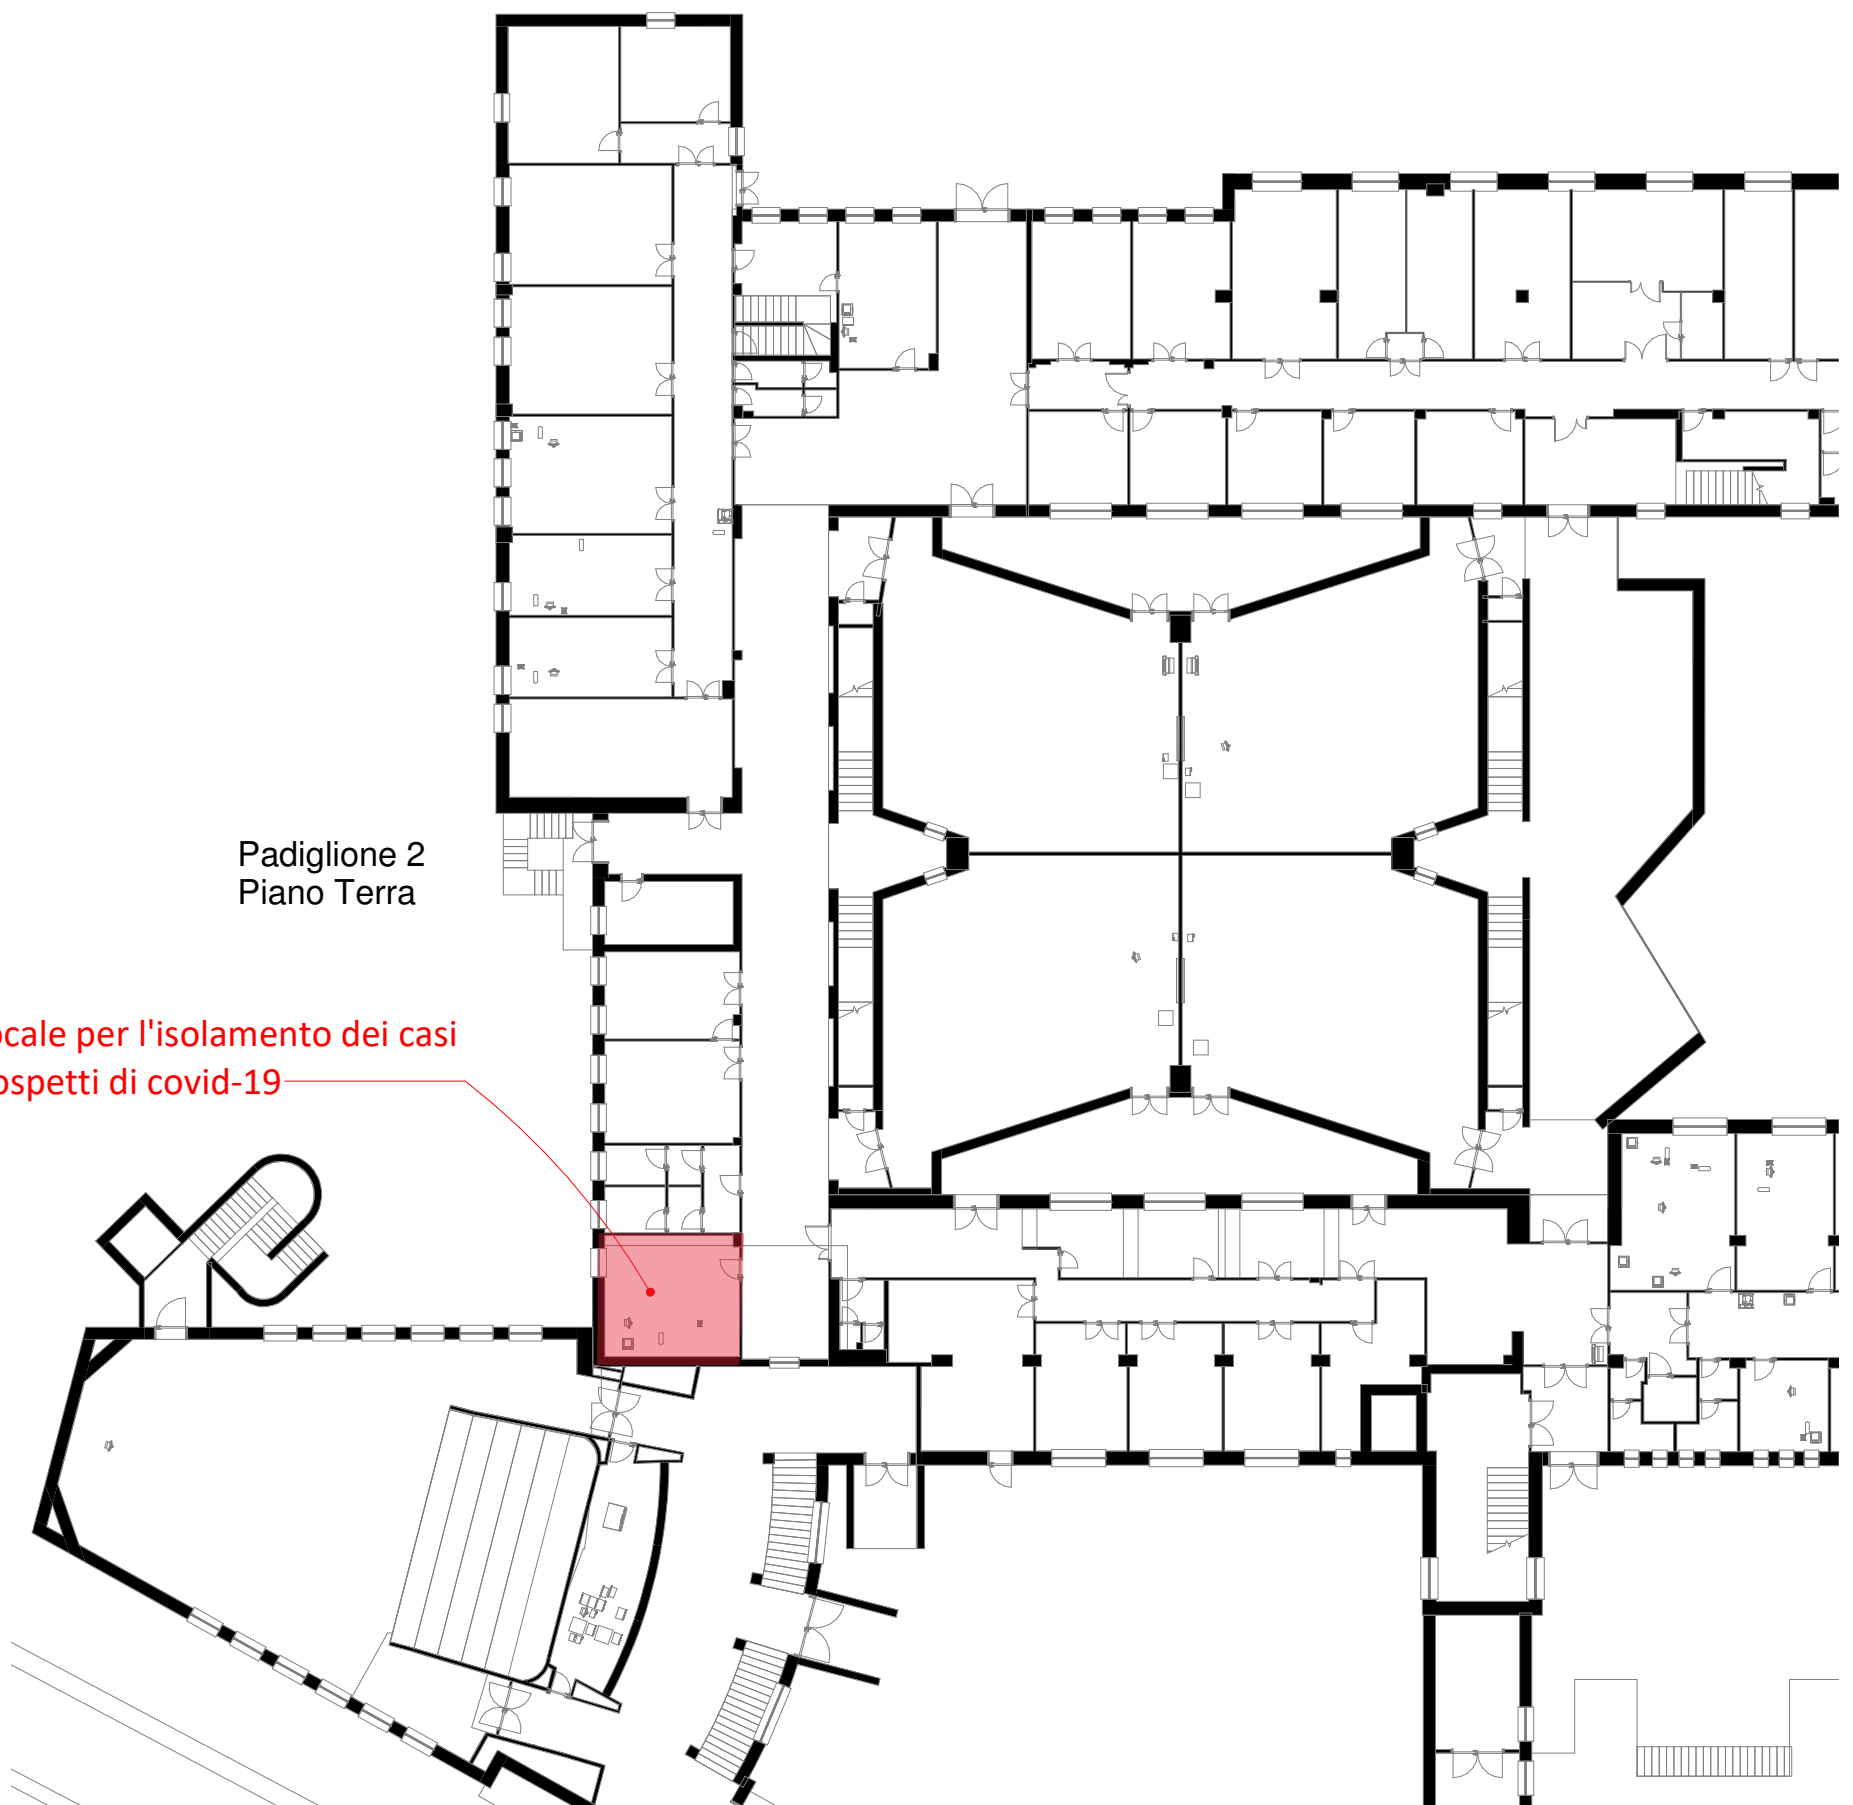 Padiglione 2
Piano Terra
ocale per l'isolamento dei casi
ospetti di covid-19